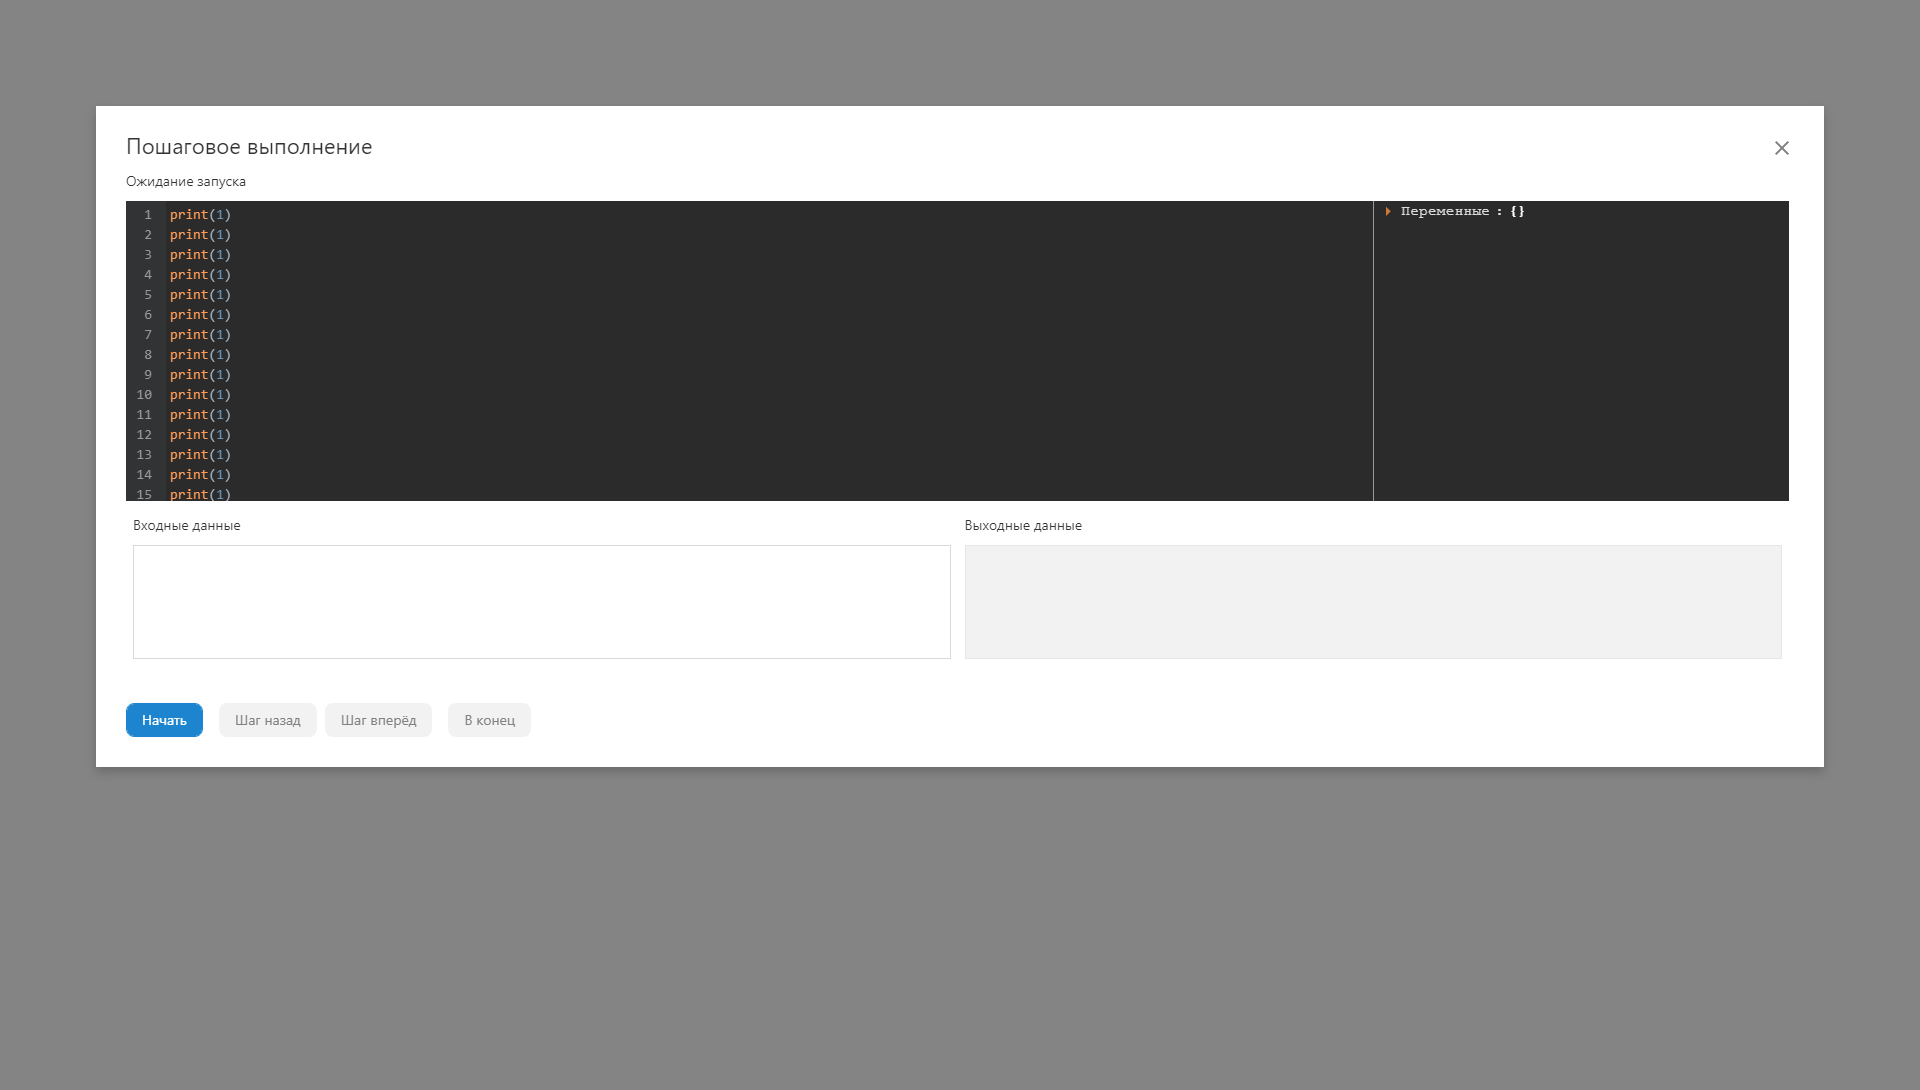 Пошаговое выполнение
Ожидание запуска
1 print(1)
2 print(1)
3 print(1)
4 print(1)
5 print(1)
6 print(1)
7 print(1)
8 print(1)
9 print(1)
10 print(1)
11 print(1)
12 print(1)
13 print(1)
14 print(1)
15 print(1)
Переменные : {}
Входные данные
Выходные данные
Начать
Шаг назад
Шаг вперёд
В конец